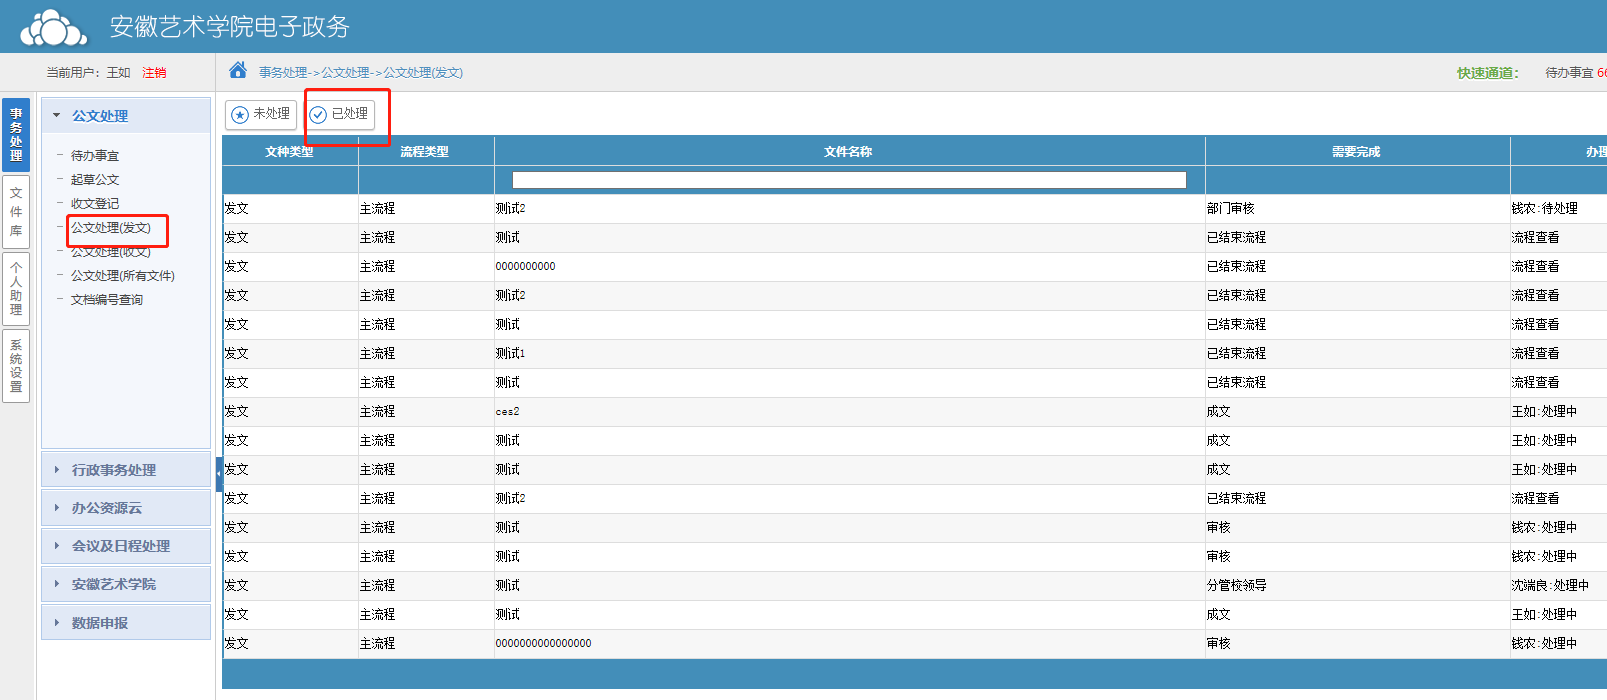 安徽艺术学院电子政务
当前用户：王如 注销
事务处理->公文处理->公文处理(发文)
快速通道：
待办事宜 66
事务处理
文件库
个人助理
系统设置
公文处理
待办事宜
起草公文
收文登记
公文处理(发文)
公文处理(收文)
公文处理(所有文件)
文档编号查询
行政事务处理
办公资源云
会议及日程处理
安徽艺术学院
数据申报
未处理 已处理
文种类型 流程类型 文件名称 需要完成 办理
发文 主流程 测试2 部门审核 钱农:待处理
发文 主流程 测试 已结束流程 流程查看
发文 主流程 0000000000 已结束流程 流程查看
发文 主流程 测试2 已结束流程 流程查看
发文 主流程 测试 已结束流程 流程查看
发文 主流程 测试1 已结束流程 流程查看
发文 主流程 测试 已结束流程 流程查看
发文 主流程 ces2 成文 王如:处理中
发文 主流程 测试 成文 王如:处理中
发文 主流程 测试 成文 王如:处理中
发文 主流程 测试2 已结束流程 流程查看
发文 主流程 测试 审核 钱农:处理中
发文 主流程 测试 审核 钱农:处理中
发文 主流程 测试 分管校领导 沈端良:处理中
发文 主流程 测试 成文 王如:处理中
发文 主流程 0000000000000000 审核 钱农:处理中